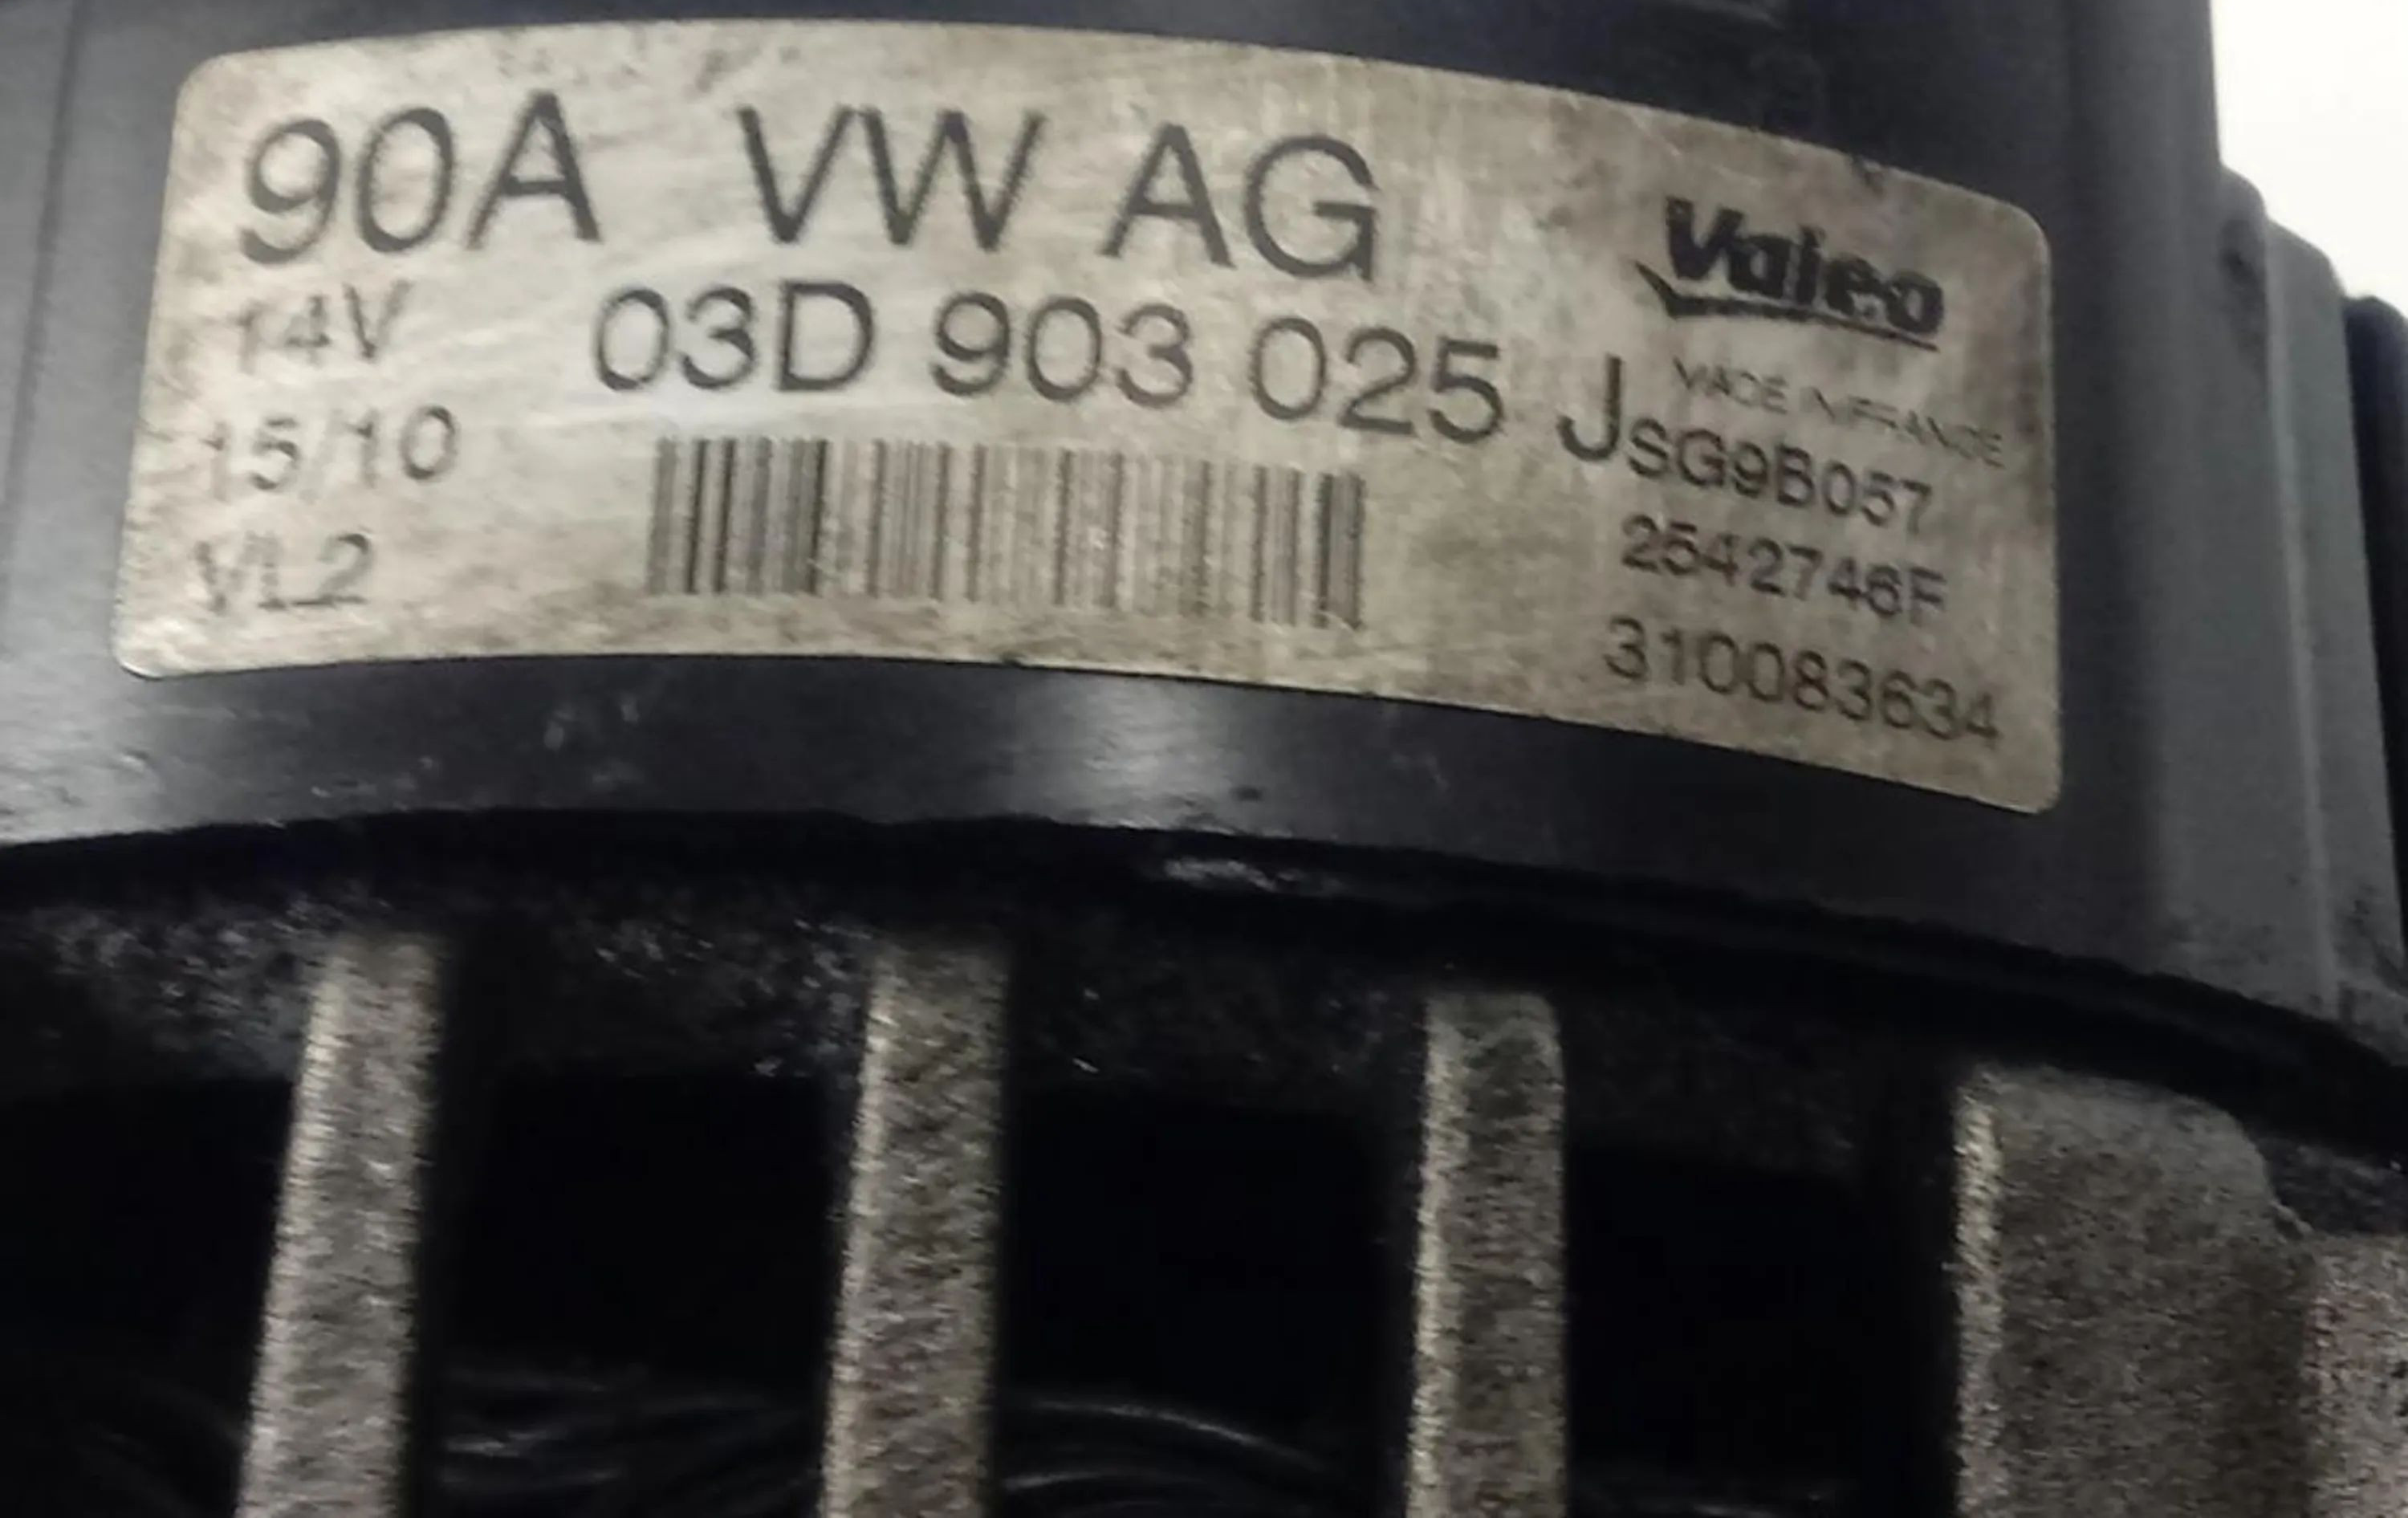 90A VW AG
Valeo
14V 03D 903 025 J
MADE IN FRANCE
15/10
SG9B057
2542746F
VL2
310083634